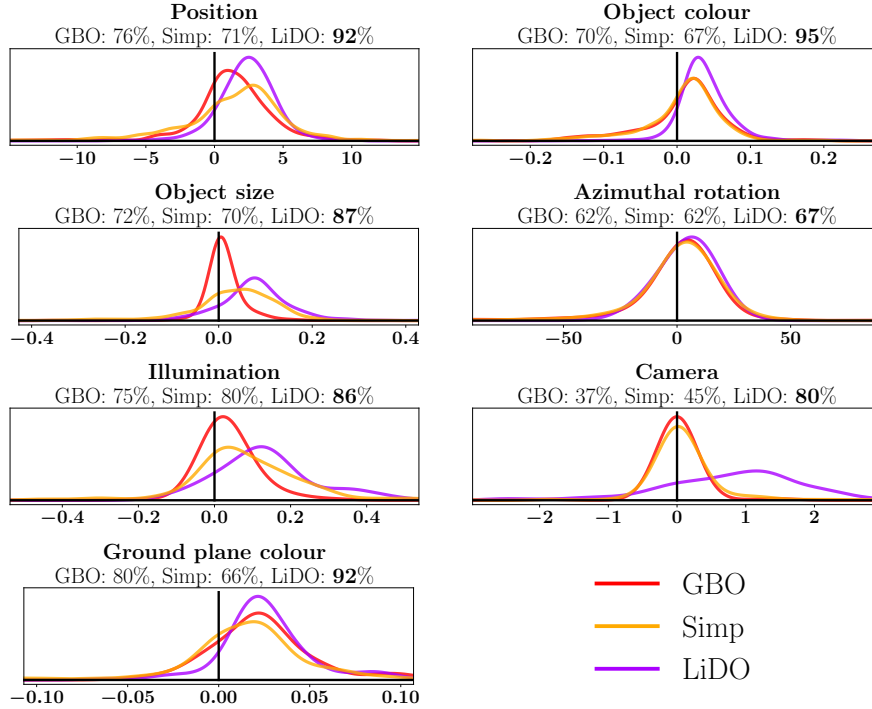 Position
GBO: 76%, Simp: 71%, LiDO: 92%
−10 −5 0 5 10
Object colour
GBO: 70%, Simp: 67%, LiDO: 95%
−0.2 −0.1 0.0 0.1 0.2
Object size
GBO: 72%, Simp: 70%, LiDO: 87%
−0.4 −0.2 0.0 0.2 0.4
Azimuthal rotation
GBO: 62%, Simp: 62%, LiDO: 67%
−50 0 50
Illumination
GBO: 75%, Simp: 80%, LiDO: 86%
−0.4 −0.2 0.0 0.2 0.4
Camera
GBO: 37%, Simp: 45%, LiDO: 80%
−2 −1 0 1 2
Ground plane colour
GBO: 80%, Simp: 66%, LiDO: 92%
−0.10 −0.05 0.00 0.05 0.10
GBO
Simp
LiDO